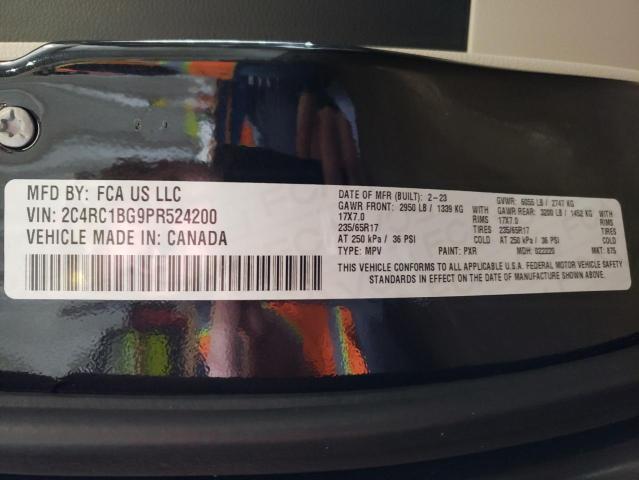 MFD BY: FCA US LLC
VIN: 2C4RC1BG9PR524200
VEHICLE MADE IN: CANADA
DATE OF MFR (BUILT): 2-23 GVWR: 6055 LB / 2747 KG
GAWR FRONT: 2950 LB / 1339 KG GAWR REAR: 3200 LB / 1452 KG
17X7.0 RIMS 17X7.0 RIMS
235/65R17 TIRES 235/65R17 TIRES
AT 250 kPa / 36 PSI COLD AT 250 kPa / 36 PSI COLD
TYPE: MPV PAINT: PXR MDH: 022220 MKT: 675
THIS VEHICLE CONFORMS TO ALL APPLICABLE U.S.A. FEDERAL MOTOR VEHICLE SAFETY
STANDARDS IN EFFECT ON THE DATE OF MANUFACTURE SHOWN ABOVE.